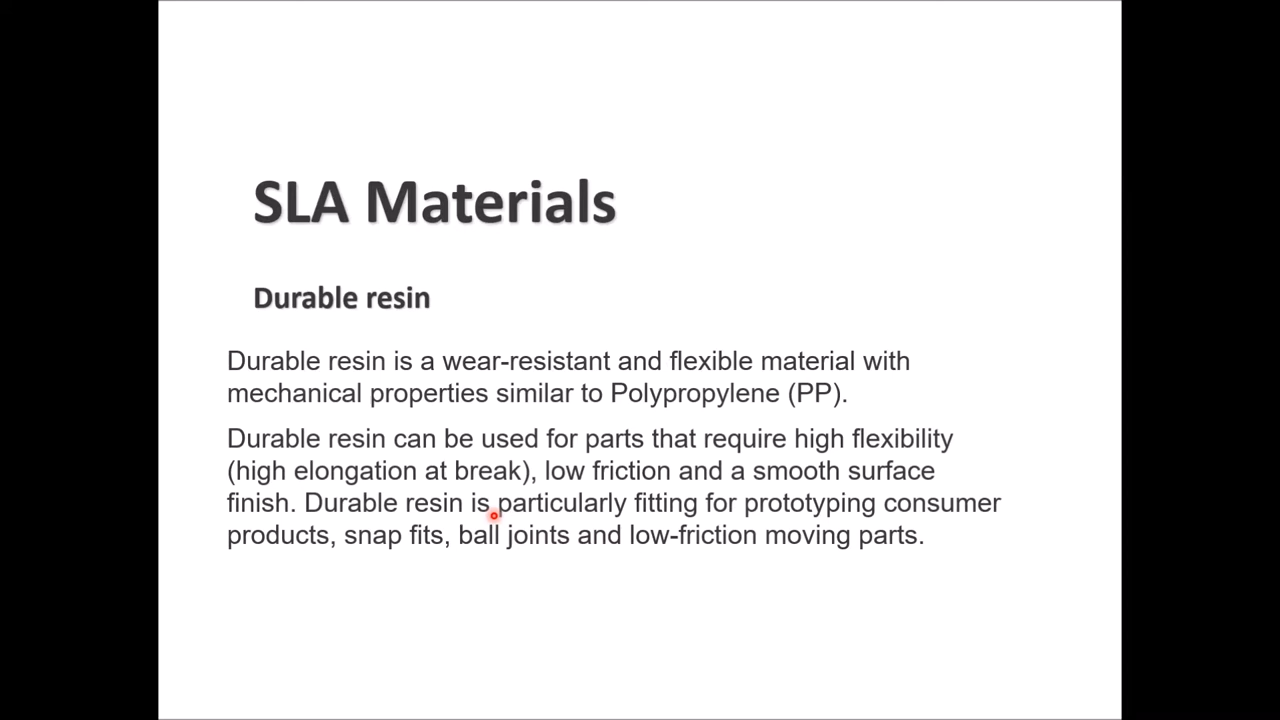 SLA Materials
Durable resin
Durable resin is a wear-resistant and flexible material with
mechanical properties similar to Polypropylene (PP).
Durable resin can be used for parts that require high flexibility
(high elongation at break), low friction and a smooth surface
finish. Durable resin is particularly fitting for prototyping consumer
products, snap fits, ball joints and low-friction moving parts.